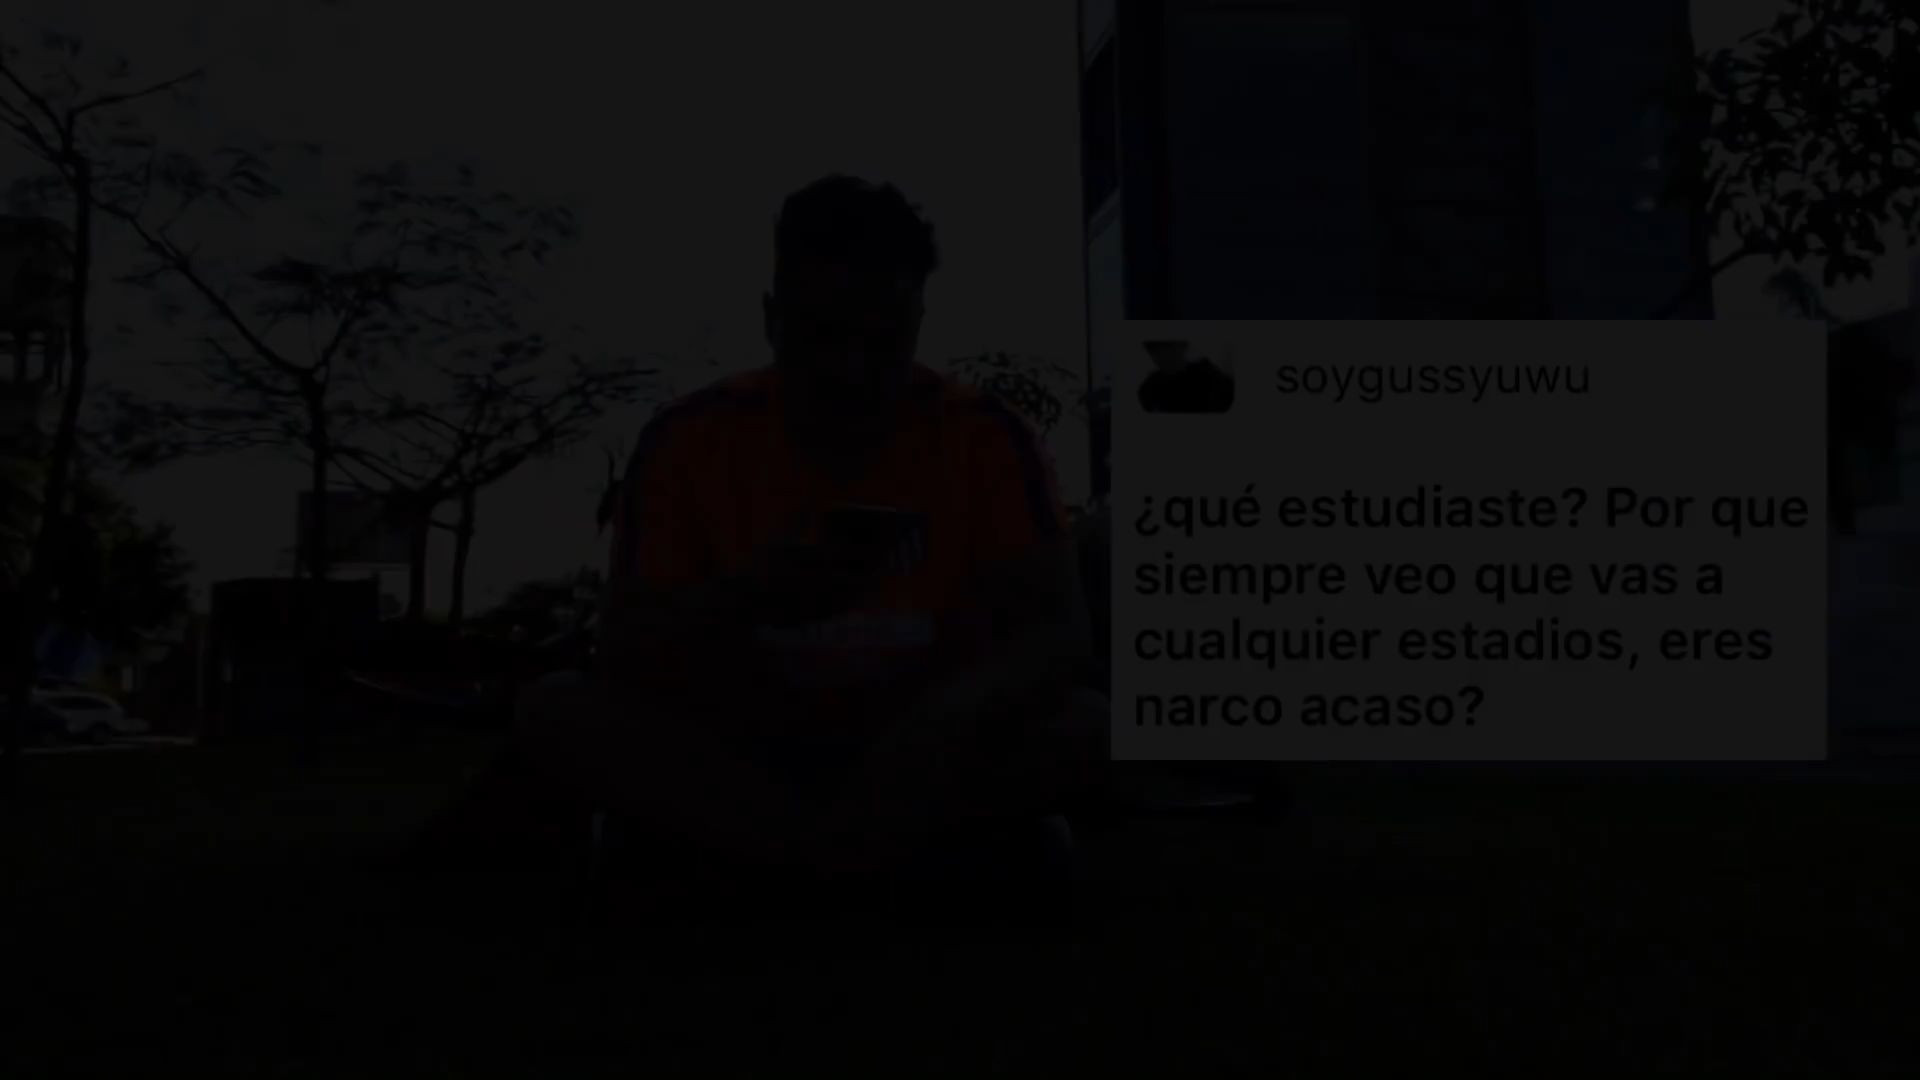 soygussyuwu
¿qué estudiaste? Por que
siempre veo que vas a
cualquier estadios, eres
narco acaso?